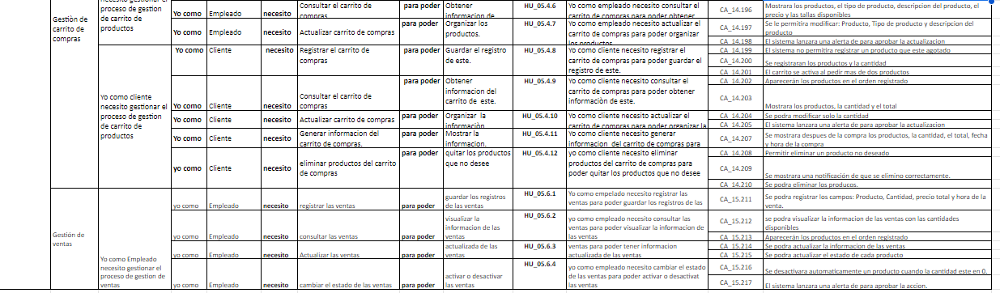 Gestiòn de
carrito de
compras
necesito gestionar el
proceso de gestion
de carrito de
productos
Yo como Empleado necesito
Consultar el carrito de
compras
para poder
Obtener
informacion de
HU_05.4.6
Yo como empleado necesito consultar el
carrito de compras para poder obtener
CA_14.196
Mostrara los productos, el tipo de producto, descripcion del producto, el
precio y las tallas disponibles
Yo como Empleado necesito Actualizar carrito de compras
para poder
Organizar los
productos.
HU_05.4.7
Yo como empleado necesito actualizar el
carrito de compras para poder organizar
los productos
CA_14.197
Se le permitira modificar: Producto, Tipo de producto y descripcion del
producto
CA_14.198 El sistema lanzara una alerta de para aprobar la actualizacion
Yo como cliente
necesito gestionar el
proceso de gestion
de carrito de
productos
Yo como Cliente necesito
Registrar el carrito de
compras
para poder
Guardar el registro
de este.
HU_05.4.8
Yo como cliente necesito registrar el
carrito de compras para poder guardar el
registro de este.
CA_14.199 El sistema no permitira registrar un producto que este agotado
CA_14.200 Se registraran los productos y la cantidad
CA_14.201 El carrito se activa al pedir mas de dos productos
Yo como Cliente necesito
Consultar el carrito de
compras
para poder
Obtener
informacion del
carrito de este.
HU_05.4.9
Yo como cliente necesito consultar el
carrito de compras para poder obtener
informaciòn de este.
CA_14.202 Aparecerán los productos en el orden registrado
CA_14.203 Mostrara los productos, la cantidad y el total
Yo como Cliente necesito Actualizar carrito de compras
para poder
Organizar la
informaciòn
HU_05.4.10
Yo como cliente necesito actualizar el
carrito de compras para poder organizar la
CA_14.204 Se podra modificar solo la cantidad
CA_14.205 El sistema lanzara una alerta de para aprobar la actualizacion
Yo como Cliente necesito
Generar informacion del
carrito de compras.
para poder
Mostrar la
informacion.
HU_05.4.11
Yo como cliente necesito generar
informacion del carrito de compras para
CA_14.207
Se mostrara despues de la compra los productos, la cantidad, el total, fecha
y hora de la compra
yo como Cliente necesito
eliminar productos del carrito
de compras
para poder
quitar los productos
que no desee
HU_05.4.12
yo como cliente necesito eliminar
productos del carrito de compras para
poder quitar los productos que no desee
CA_14.208 Permitir eliminar un producto no deseado
CA_14.209 Se mostrara una notificación de que se elimino correctamente.
CA_14.210 Se podra eliminar los producos.
Gestión de
ventas
Yo como Empleado
necesito gestionar el
proceso de gestion de
ventas
yo como Empleado necesito registrar las ventas para poder
guardar los registros
de las ventas
HU_05.6.1
Yo como empelado necesito registrar las
ventas para poder guardar los registros de las
CA_15.211
Se podra registrar los campos: Producto, Cantidad, precio total y hora de la
venta.
yo como Empleado necesito consultar las ventas para poder
visualizar la
informacion de las
ventas
HU_05.6.2
yo como empleado necesito consultar las
ventas para poder visualizar la informacion de
las ventas
CA_15.212
se podra visualizar la informacion de las ventas con las cantidades
disponibles
CA_15.213 Aparecerán los productos en el orden registrado
yo como Empleado necesito Actualizar las ventas para poder
actualizada de las
ventas
HU_05.6.3
ventas para poder tener informacion
actualizada de las ventas
CA_15.214 Se podra actualizar la informacion de las ventas
CA_15.215 Se podra actualizar el estado de cada producto
yo como Empleado necesito cambiar el estado de las ventas para poder
activar o desactivar
las ventas
HU_05.6.4
yo como empleado necesito cambiar el estado
de las ventas para poder activar o desactivat
las ventas
CA_15.216 Se desactivara automaticamente un producto cuando la cantidad este en 0.
CA_15.217 El sistema lanzara una alerta de para aprobar la accion.